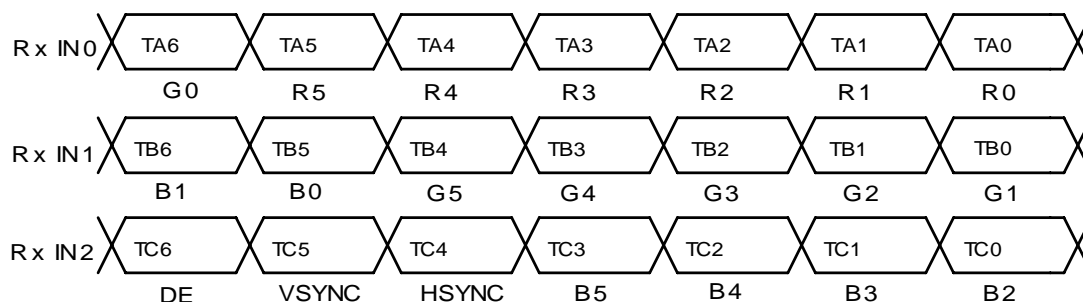 Rx IN0 TA6 TA5 TA4 TA3 TA2 TA1 TA0
G0 R5 R4 R3 R2 R1 R0
Rx IN1 TB6 TB5 TB4 TB3 TB2 TB1 TB0
B1 B0 G5 G4 G3 G2 G1
Rx IN2 TC6 TC5 TC4 TC3 TC2 TC1 TC0
DE VSYNC HSYNC B5 B4 B3 B2